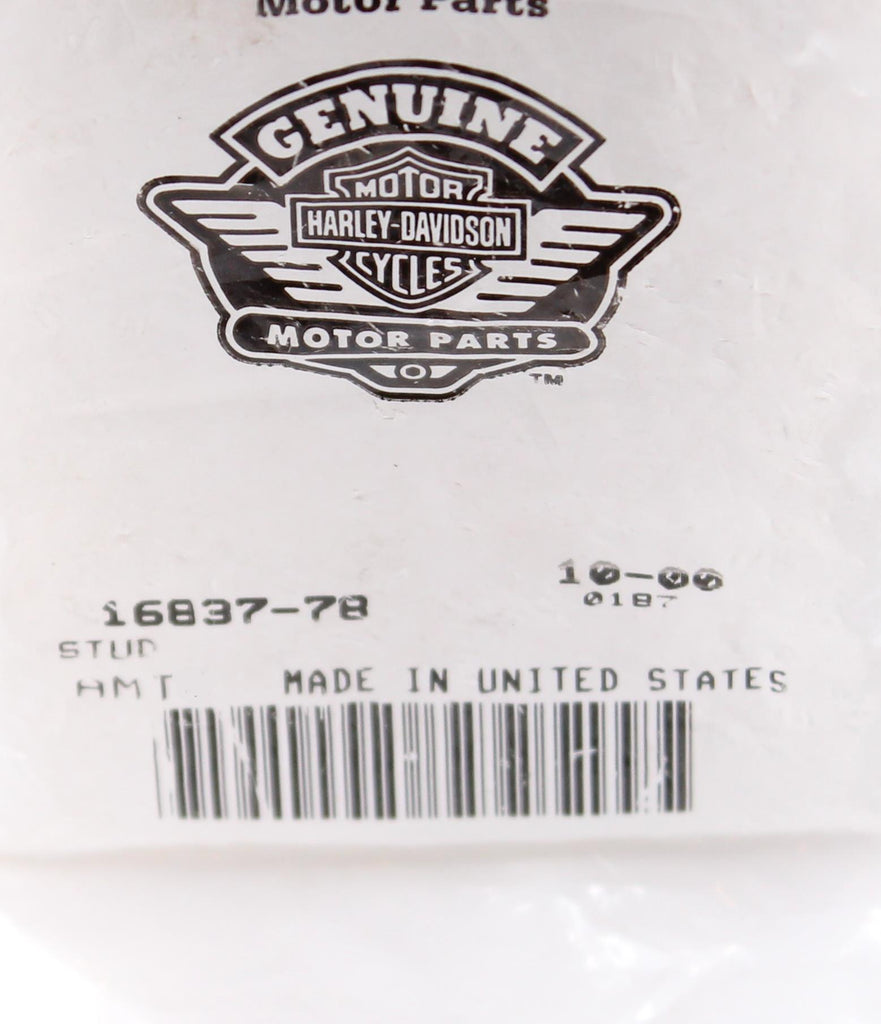 Motor Parts
GENUINE
MOTOR
HARLEY-DAVIDSON
CYCLES
MOTOR PARTS
TM
10-00
0187
16837-78
STUD
HMT
MADE IN UNITED STATES